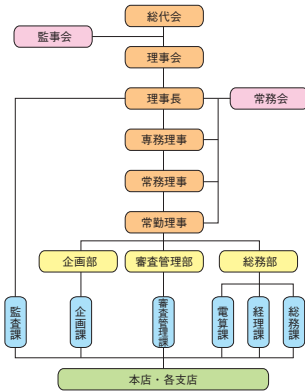 総代会
監事会
理事会
理事長
常務会
専務理事
常務理事
常勤理事
企画部
審査管理部
総務部
監査課
企画課
審査管理課
電算課
経理課
総務課
本店・各支店